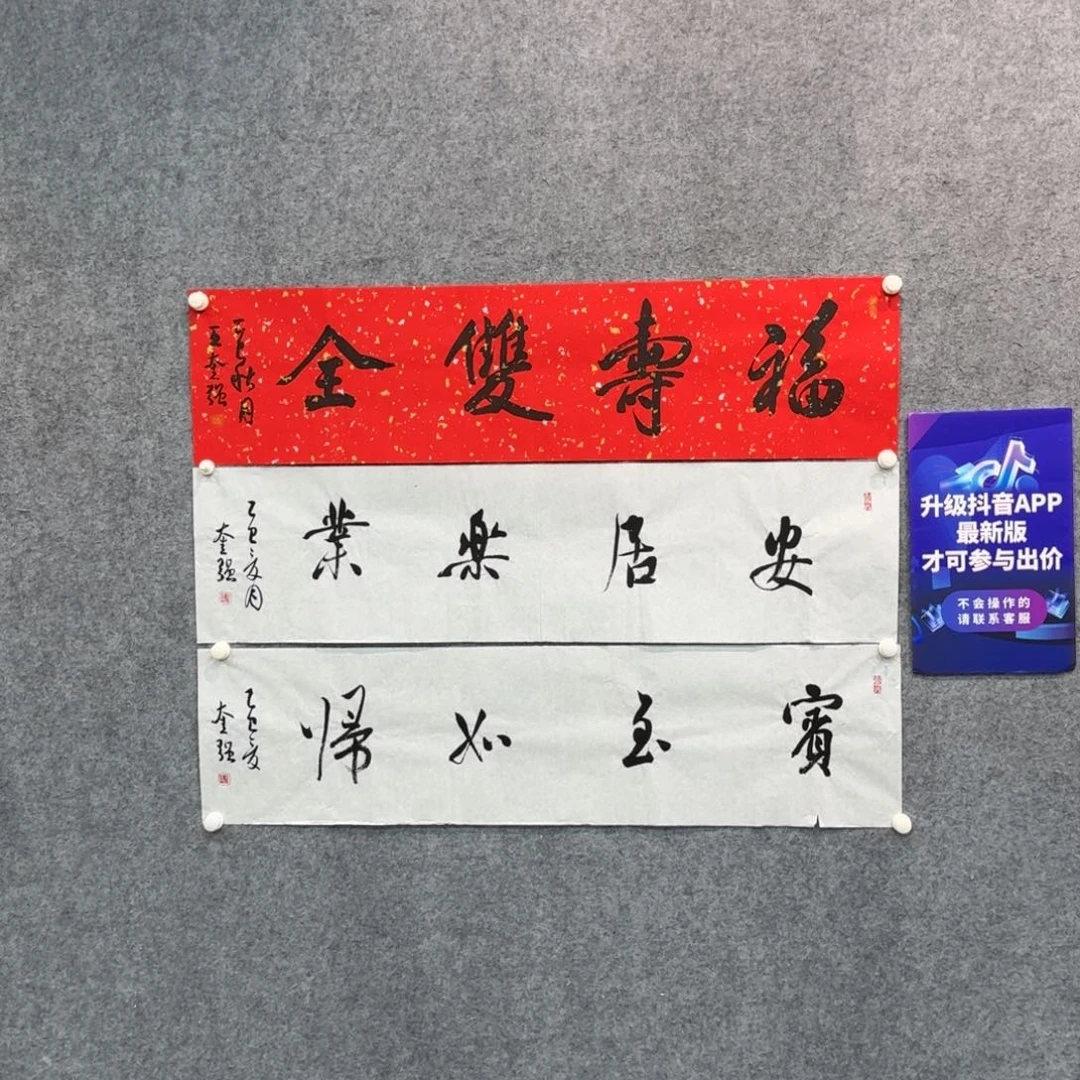 福壽雙全
乙巳秋月
王奎强
安居樂業
乙巳之夏月
奎强
賓至如歸
乙巳之夏
奎强
升级抖音APP
最新版
才可参与出价
不会操作的
请联系客服